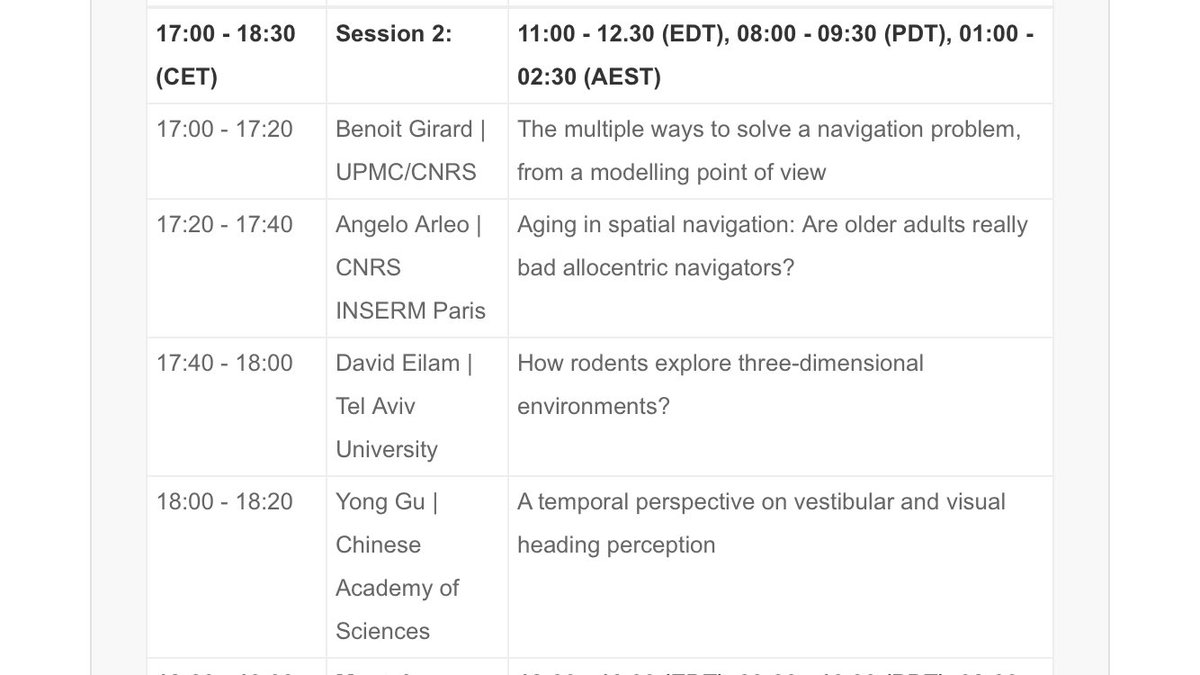 17:00 - 18:30 (CET)
Session 2:
11:00 - 12.30 (EDT), 08:00 - 09:30 (PDT), 01:00 -
02:30 (AEST)
17:00 - 17:20
Benoit Girard |
UPMC/CNRS
The multiple ways to solve a navigation problem,
from a modelling point of view
17:20 - 17:40
Angelo Arleo |
CNRS
INSERM Paris
Aging in spatial navigation: Are older adults really
bad allocentric navigators?
17:40 - 18:00
David Eilam |
Tel Aviv
University
How rodents explore three-dimensional
environments?
18:00 - 18:20
Yong Gu |
Chinese
Academy of
Sciences
A temporal perspective on vestibular and visual
heading perception